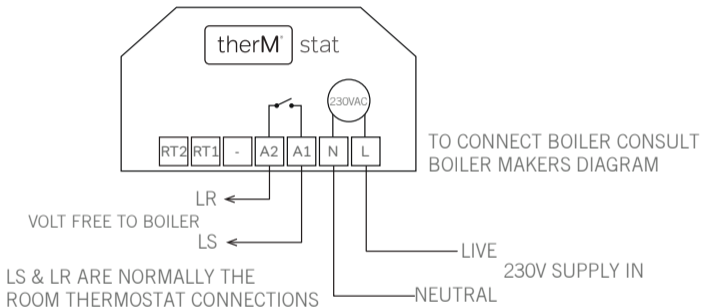 therM® stat
230VAC
RT2 RT1 - A2 A1 N L
TO CONNECT BOILER CONSULT
BOILER MAKERS DIAGRAM
LR
VOLT FREE TO BOILER
LS
LIVE
230V SUPPLY IN
NEUTRAL
LS & LR ARE NORMALLY THE
ROOM THERMOSTAT CONNECTIONS